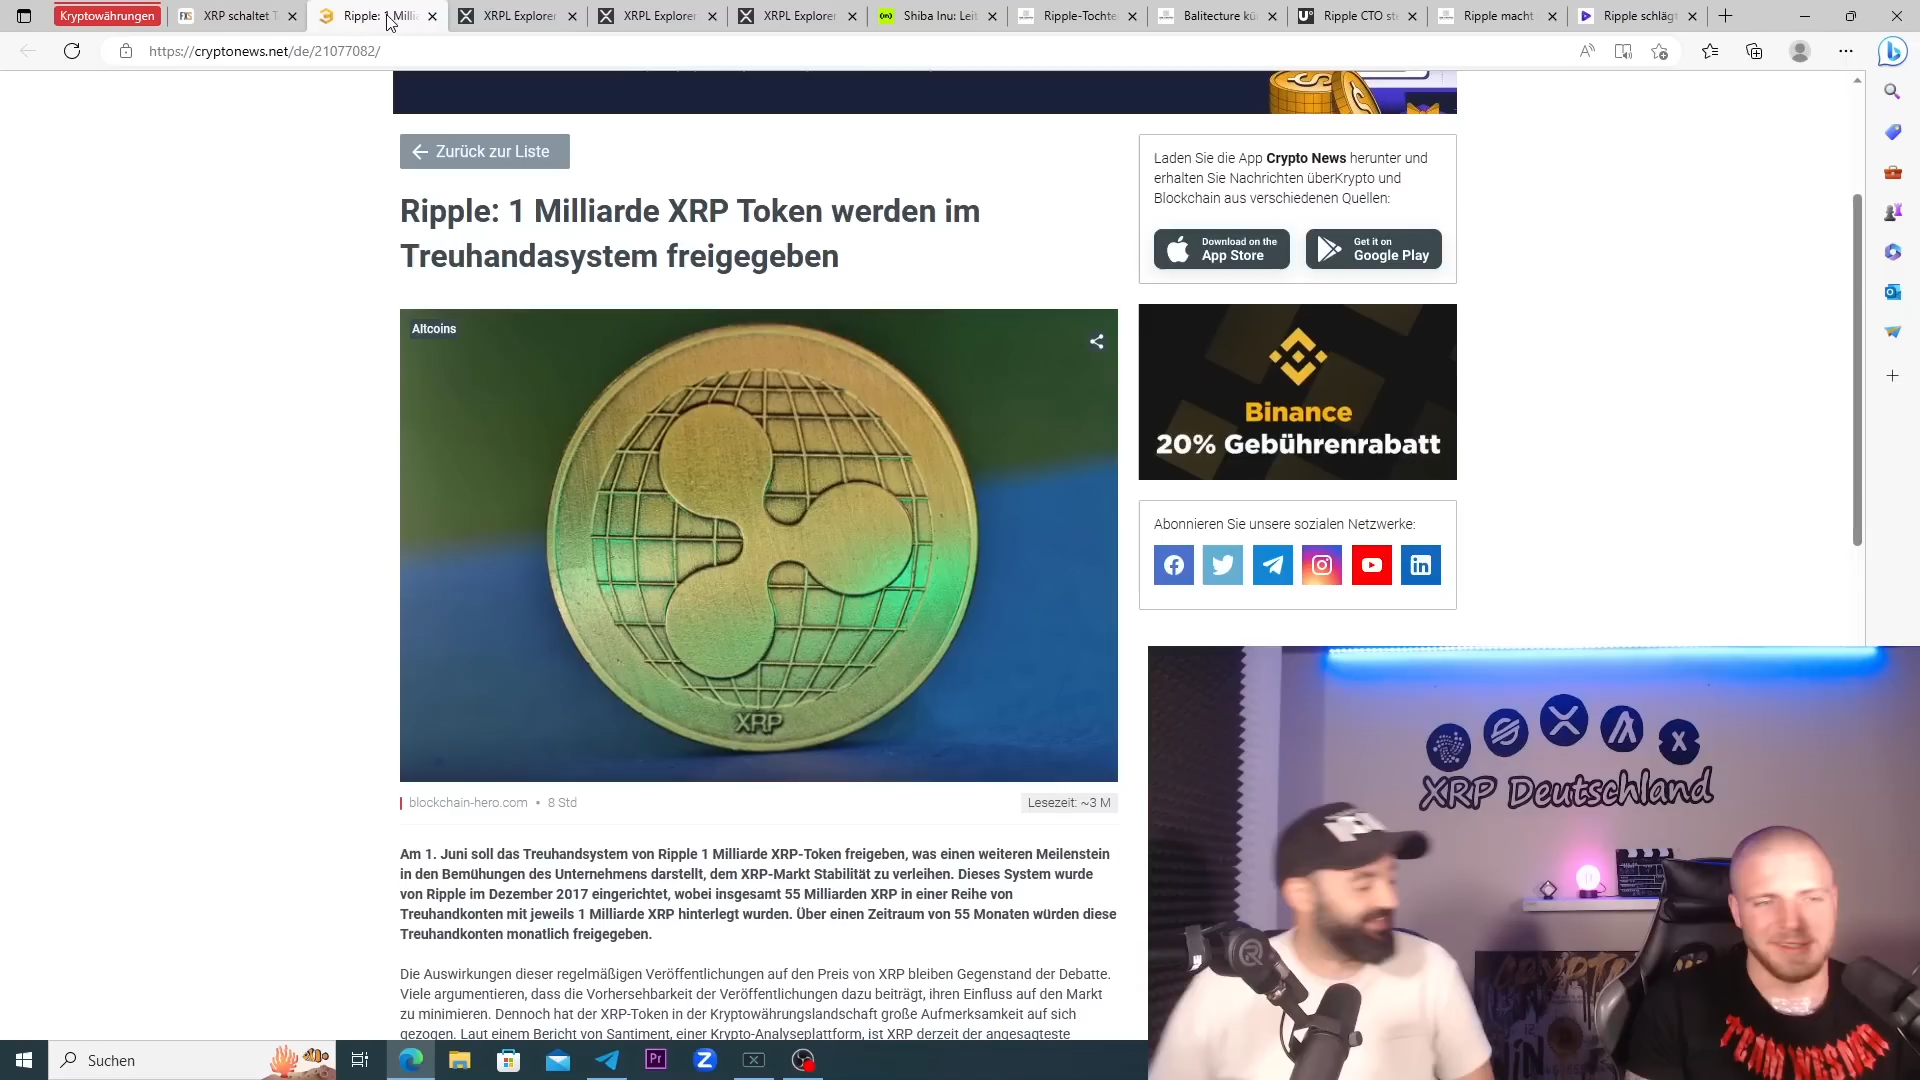 Kryptowährungen
XRP schaltet T
Ripple: 1 Milli
XRPL Explorer
XRPL Explorer
XRPL Explorer
Shiba Inu: Leit
Ripple-Tochte
Balitecture kü
Ripple CTO st
Ripple macht
Ripple schläg
https://cryptonews.net/de/21077082/
Zurück zur Liste
Ripple: 1 Milliarde XRP Token werden im
Treuhandasystem freigegeben
Altcoins
XRP
blockchain-hero.com • 8 Std
Lesezeit: ~3 M
Am 1. Juni soll das Treuhandsystem von Ripple 1 Milliarde XRP-Token freigeben, was einen weiteren Meilenstein
in den Bemühungen des Unternehmens darstellt, dem XRP-Markt Stabilität zu verleihen. Dieses System wurde
von Ripple im Dezember 2017 eingerichtet, wobei insgesamt 55 Milliarden XRP in einer Reihe von
Treuhandkonten mit jeweils 1 Milliarde XRP hinterlegt wurden. Über einen Zeitraum von 55 Monaten würden diese
Treuhandkonten monatlich freigegeben.
Die Auswirkungen dieser regelmäßigen Veröffentlichungen auf den Preis von XRP bleiben Gegenstand der Debatte.
Viele argumentieren, dass die Vorhersehbarkeit der Veröffentlichungen dazu beiträgt, ihren Einfluss auf den Markt
zu minimieren. Dennoch hat der XRP-Token in der Kryptowährungslandschaft große Aufmerksamkeit auf sich
gezogen. Laut einem Bericht von Santiment, einer Krypto-Analyseplattform, ist XRP derzeit der angesagteste
Laden Sie die App Crypto News herunter und
erhalten Sie Nachrichten überKrypto und
Blockchain aus verschiedenen Quellen:
Download on the
App Store
Get it on
Google Play
Binance
20% Gebührenrabatt
Abonnieren Sie unsere sozialen Netzwerke:
XRP Deutschland
CRYPTO
Suchen